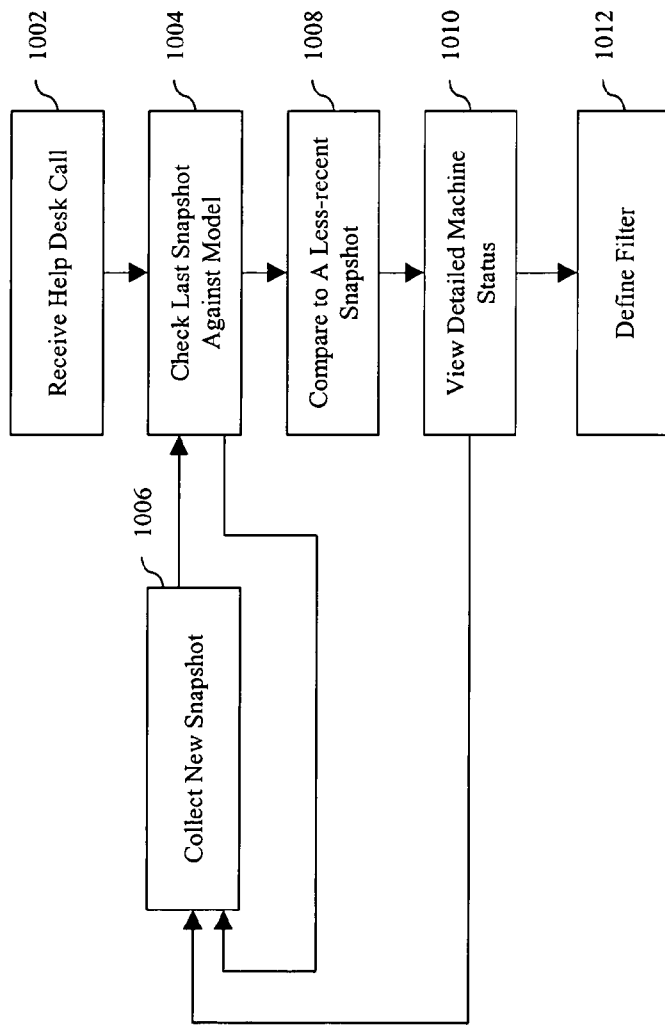 1002
Receive Help Desk Call
1006
Collect New Snapshot
1004
Check Last Snapshot
Against Model
1008
Compare to A Less-recent
Snapshot
1010
View Detailed Machine
Status
1012
Define Filter